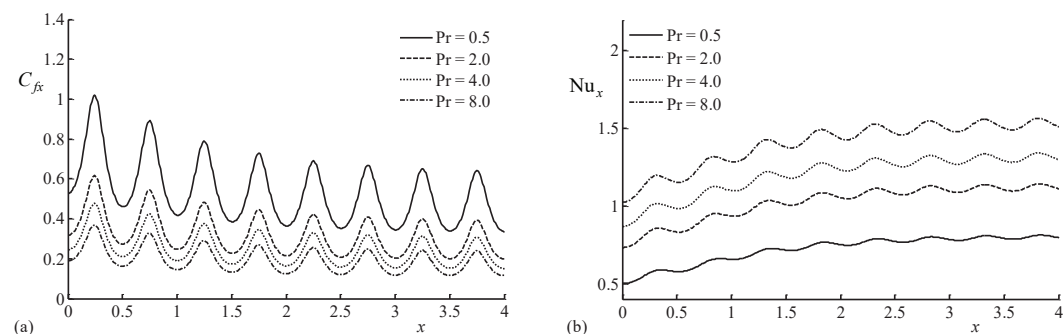 1.4
1.2
1
0.8
0.6
0.4
0.2
0
C_fx
Pr = 0.5
Pr = 2.0
Pr = 4.0
Pr = 8.0
0 0.5 1 1.5 2 2.5 3 3.5 4
(a) x
2
1.5
1
0.5
Nu_x
Pr = 0.5
Pr = 2.0
Pr = 4.0
Pr = 8.0
0 0.5 1 1.5 2 2.5 3 3.5 4
(b) x